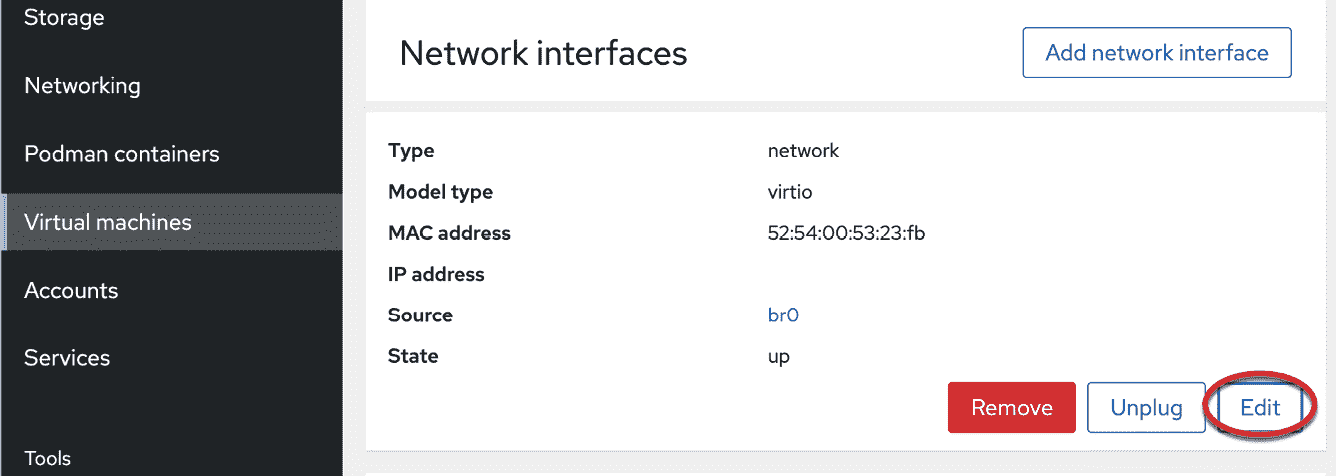 Storage
Networking
Podman containers
Virtual machines
Accounts
Services
Tools
Network interfaces
Add network interface
Type network
Model type virtio
MAC address 52:54:00:53:23:fb
IP address
Source br0
State up
Remove Unplug Edit